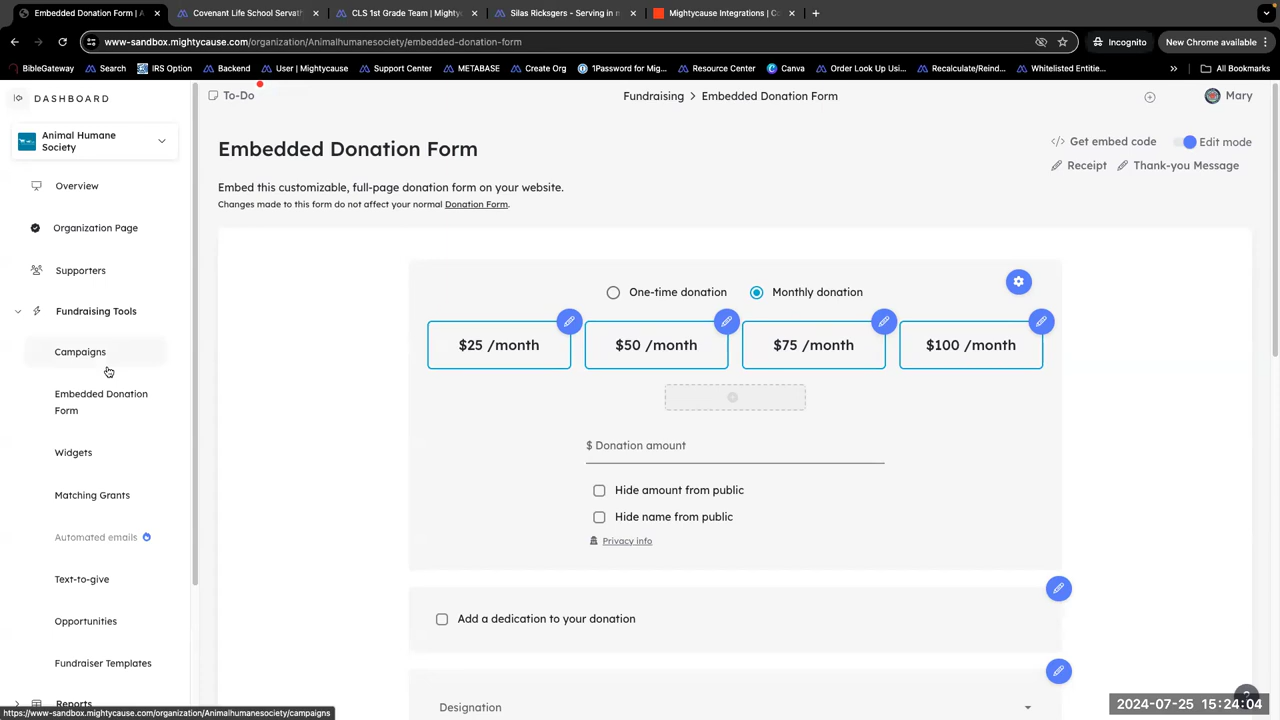 Embedded Donation Form | A
Covenant Life School Servath
CLS 1st Grade Team | Mighty
Silas Ricksgers - Serving in m
Mightycause Integrations | Co
www-sandbox.mightycause.com/organization/Animalhumanesociety/embedded-donation-form
Incognito
New Chrome available
BibleGateway
Search
IRS Option
Backend
User | Mightycause
Support Center
METABASE
Create Org
1Password for Mig...
Resource Center
Canva
Order Look Up Usi...
Recalculate/Reind...
Whitelisted Entitie...
»
All Bookmarks
DASHBOARD
To-Do
Fundraising > Embedded Donation Form
Mary
Animal Humane
Society
Embedded Donation Form
Get embed code
Edit mode
Receipt
Thank-you Message
Overview
Embed this customizable, full-page donation form on your website.
Changes made to this form do not affect your normal Donation Form.
Organization Page
Supporters
Fundraising Tools
Campaigns
Embedded Donation
Form
Widgets
Matching Grants
Automated emails
Text-to-give
Opportunities
Fundraiser Templates
Reports
One-time donation
Monthly donation
$25 /month
$50 /month
$75 /month
$100 /month
$ Donation amount
Hide amount from public
Hide name from public
Privacy info
Add a dedication to your donation
Designation
?
https://www-sandbox.mightycause.com/organization/Animalhumanesociety/campaigns
2024-07-25 15:24:04